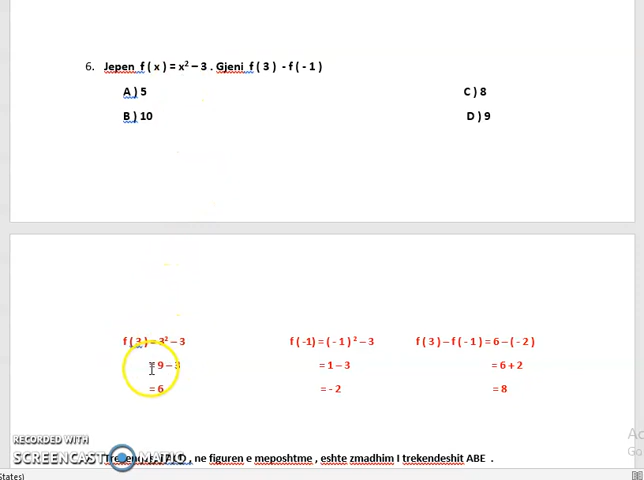 6. Jepen f ( x ) = x² – 3 . Gjeni f ( 3 ) - f ( - 1 )
A ) 5 C ) 8
B ) 10 D ) 9
f ( 3 ) = 3² – 3 f ( -1) = ( - 1 ) ² – 3 f ( 3 ) – f ( - 1 ) = 6 – ( - 2 )
= 9 – 3 = 1 – 3 = 6 + 2
= 6 = - 2 = 8
RECORDED WITH
SCREENCAST MATIC
, ne figuren e meposhtme , eshte zmadhim I trekendeshit ABE .
States)